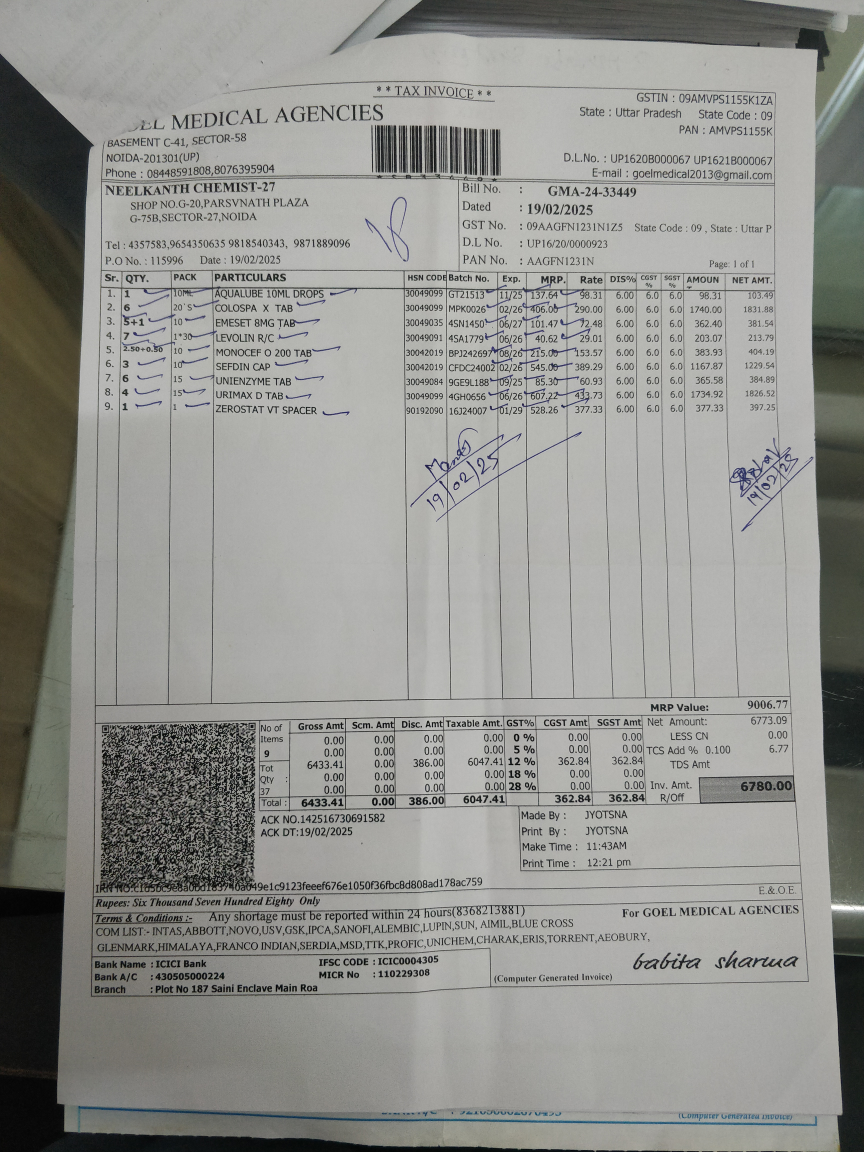 ** TAX INVOICE **
GSTIN : 09AMVPS1155K1ZA
State : Uttar Pradesh State Code : 09
PAN : AMVPS1155K
MEDICAL AGENCIES
BASEMENT C-41, SECTOR-58
NOIDA-201301(UP)
Phone : 08448591808,8076395904
D.L.No. : UP1620B000067 UP1621B000067
E-mail : goelmedical2013@gmail.com
NEELKANTH CHEMIST-27
SHOP NO.G-20,PARSVNATH PLAZA
G-75B,SECTOR-27,NOIDA
Tel : 4357583,9654350635 9818540343, 9871889096
P.O No. : 115996 Date : 19/02/2025
18
Bill No. : GMA-24-33449
Dated : 19/02/2025
GST No. : 09AAGFN1231N1Z5 State Code : 09 , State : Uttar P
D.L No. : UP16/20/0000923
PAN No. : AAGFN1231N
Page: 1 of 1
Sr. QTY. PACK PARTICULARS HSN CODE Batch No. Exp. MRP. Rate DIS% CGST % SGST % AMOUN NET AMT.
1. 1 10ML AQUALUBE 10ML DROPS 30049099 GT21513 11/25 137.64 98.31 6.00 6.0 6.0 98.31 103.49
2. 6 20`S COLOSPA X TAB 30049099 MPK0026 02/26 406.00 290.00 6.00 6.0 6.0 1740.00 1831.88
3. 5+1 10 EMESET 8MG TAB 30049035 4SN1450 06/27 101.47 72.48 6.00 6.0 6.0 362.40 381.54
4. 7 1*30 LEVOLIN R/C 30049091 4SA1779 06/26 40.62 29.01 6.00 6.0 6.0 203.07 213.79
5. 2.50+0.50 10 MONOCEF O 200 TAB 30042019 BPJ242697 08/26 215.00 153.57 6.00 6.0 6.0 383.93 404.19
6. 3 10 SEFDIN CAP 30042019 CFDC24002 02/26 545.00 389.29 6.00 6.0 6.0 1167.87 1229.54
7. 6 15 UNIENZYME TAB 30049084 9GE9L188 09/25 85.30 60.93 6.00 6.0 6.0 365.58 384.89
8. 4 15 URIMAX D TAB 30049099 4GH0656 06/26 607.22 433.73 6.00 6.0 6.0 1734.92 1826.52
9. 1 1 ZEROSTAT VT SPACER 90192090 16J24007 01/29 528.26 377.33 6.00 6.0 6.0 377.33 397.25
19/02/25
19/02/25
MRP Value: 9006.77
No of Items 9
Tot Qty : 37
Gross Amt Scm. Amt Disc. Amt Taxable Amt. GST% CGST Amt SGST Amt
0.00 0.00 0.00 0.00 0 % 0.00 0.00
0.00 0.00 0.00 0.00 5 % 0.00 0.00
6433.41 0.00 386.00 6047.41 12 % 362.84 362.84
0.00 0.00 0.00 0.00 18 % 0.00 0.00
0.00 0.00 0.00 0.00 28 % 0.00 0.00
Total : 6433.41 0.00 386.00 6047.41 362.84 362.84
Net Amount: 6773.09
LESS CN 0.00
TCS Add % 0.100 6.77
TDS Amt
Inv. Amt. 6780.00
R/Off
ACK NO.142516730691582
ACK DT:19/02/2025
Made By : JYOTSNA
Print By : JYOTSNA
Make Time : 11:43AM
Print Time : 12:21 pm
E.& O.E.
Rupees: Six Thousand Seven Hundred Eighty Only
Terms & Conditions :- Any shortage must be reported within 24 hours(8368213881)
For GOEL MEDICAL AGENCIES
COM LIST:- INTAS,ABBOTT,NOVO,USV,GSK,IPCA,SANOFI,ALEMBIC,LUPIN,SUN, AIMIL,BLUE CROSS
GLENMARK,HIMALAYA,FRANCO INDIAN,SERDIA,MSD,TTK,PROFIC,UNICHEM,CHARAK,ERIS,TORRENT,AEOBURY,
babita sharma
Bank Name : ICICI Bank IFSC CODE : ICIC0004305
Bank A/C : 430505000224 MICR No : 110229308
Branch : Plot No 187 Saini Enclave Main Roa
(Computer Generated Invoice)
(Computer Generated Invoice)